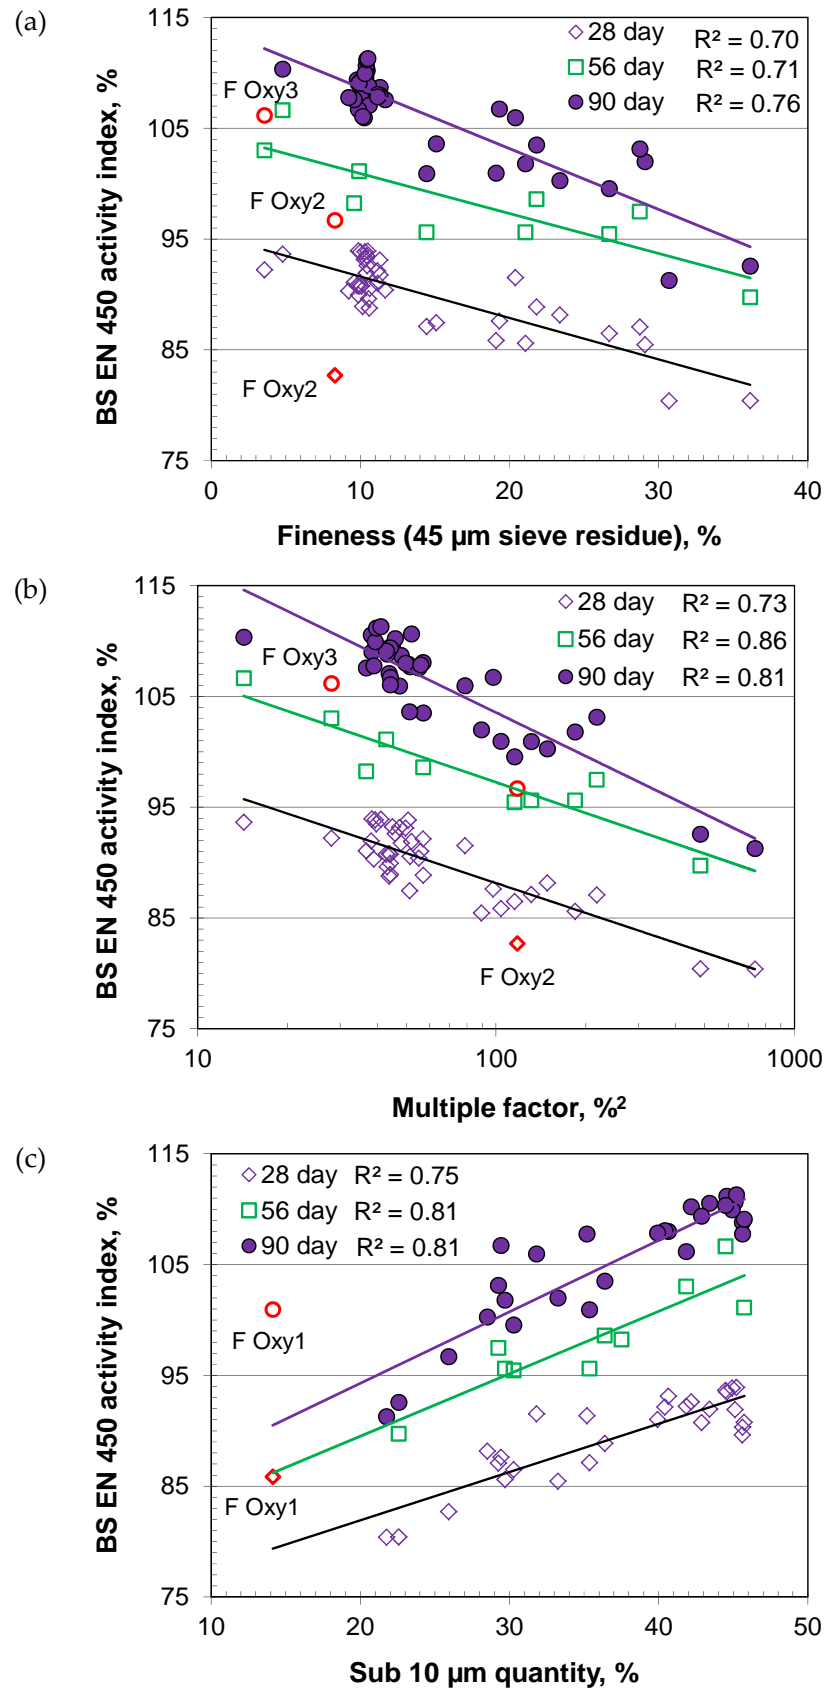 (a)
115
105
95
85
75
BS EN 450 activity index, %
28 day R² = 0.70
56 day R² = 0.71
90 day R² = 0.76
F Oxy3
F Oxy2
F Oxy2
0 10 20 30 40
Fineness (45 µm sieve residue), %
(b)
115
105
95
85
75
BS EN 450 activity index, %
28 day R² = 0.73
56 day R² = 0.86
90 day R² = 0.81
F Oxy3
F Oxy2
10 100 1000
Multiple factor, %²
(c)
115
105
95
85
75
BS EN 450 activity index, %
28 day R² = 0.75
56 day R² = 0.81
90 day R² = 0.81
F Oxy1
F Oxy1
10 20 30 40 50
Sub 10 µm quantity, %